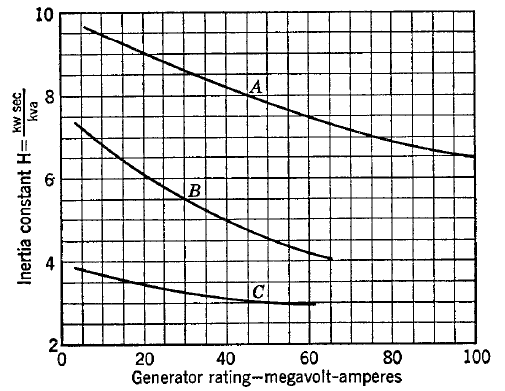 10
8
6
4
2
0
20
40
60
80
100
A
B
C
Inertia constant H= kw sec
kva
Generator rating—megavolt-amperes